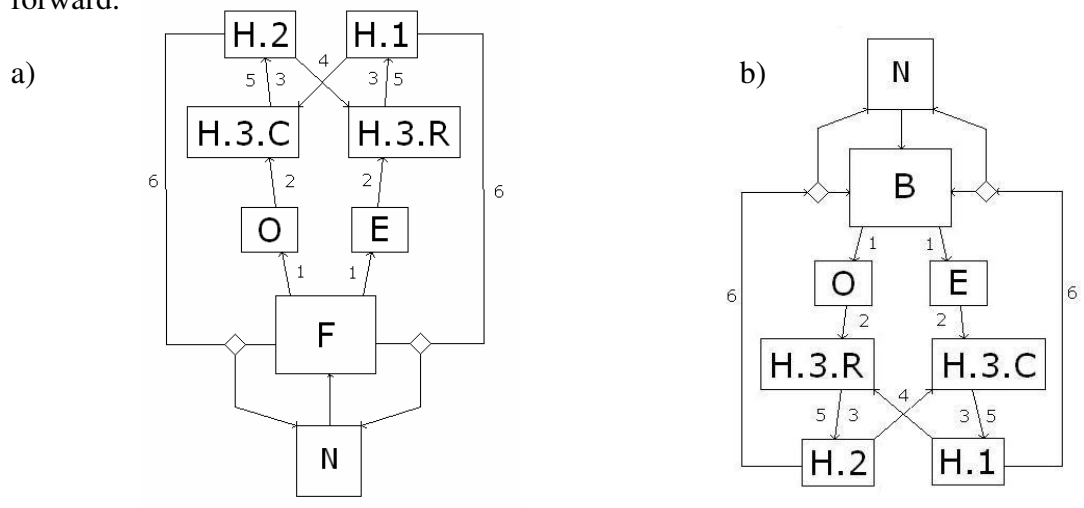 forward.
a)
H.2 H.1
5 3 4 3 5
H.3.C H.3.R
6 2 2 6
O E
1 1
F
N
b)
N
B
1 1
O E
6 2 2 6
H.3.R H.3.C
4
5 3 3 5
H.2 H.1